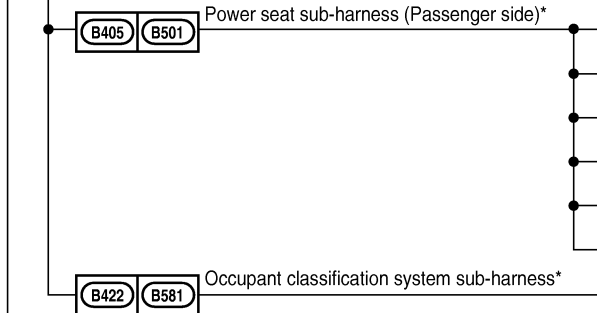 Power seat sub-harness (Passenger side)*
B405 B501
Occupant classification system sub-harness*
B422 B581